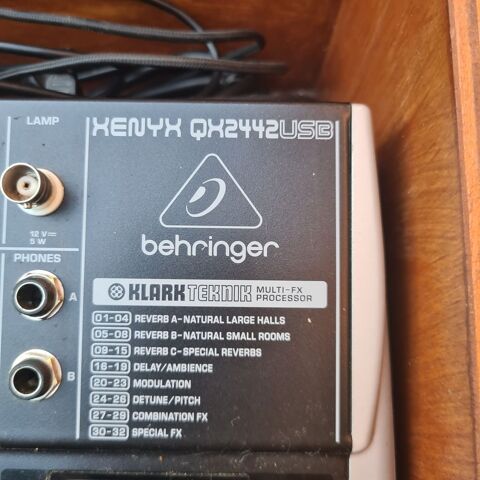 LAMP
XENYX QX2442USB
12 V⎓
5 W
behringer
PHONES
A
B
KLARK TEKNIK MULTI-FX PROCESSOR
01-04 REVERB A-NATURAL LARGE HALLS
05-08 REVERB B-NATURAL SMALL ROOMS
09-15 REVERB C-SPECIAL REVERBS
16-19 DELAY/AMBIENCE
20-23 MODULATION
24-26 DETUNE/PITCH
27-29 COMBINATION FX
30-32 SPECIAL FX